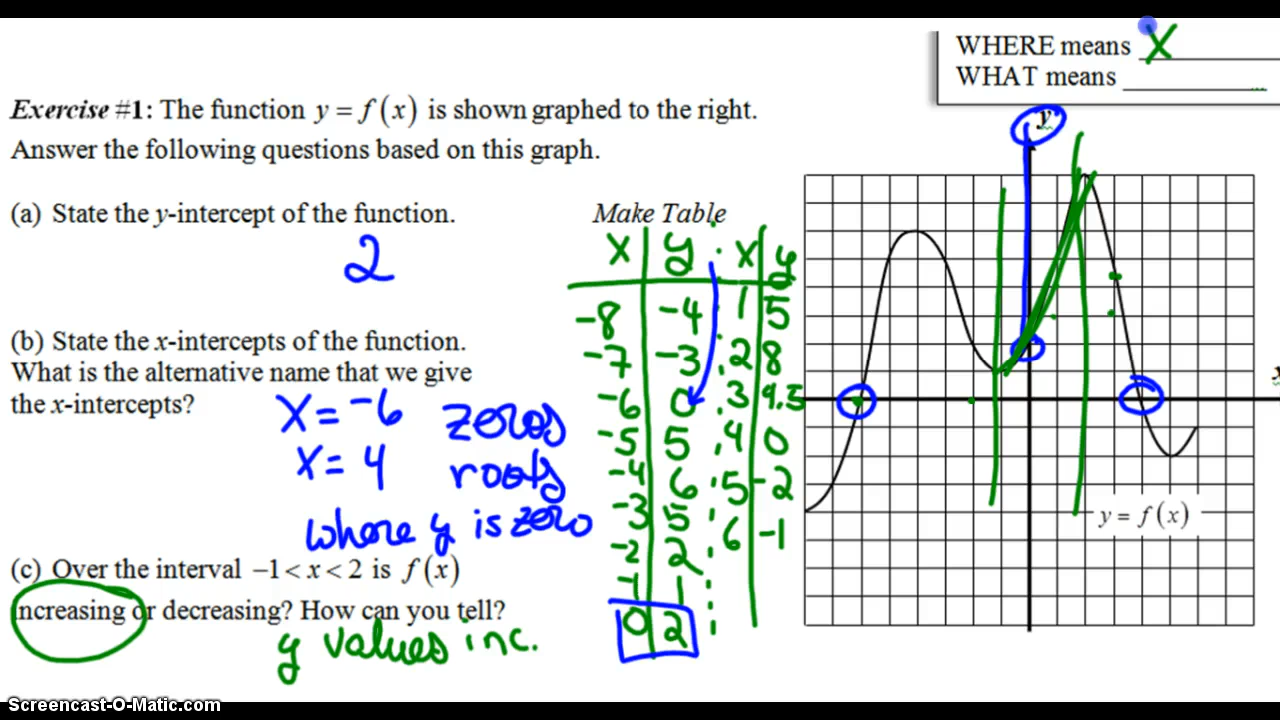 WHERE means X
WHAT means
Exercise #1: The function y = f(x) is shown graphed to the right.
Answer the following questions based on this graph.
(a) State the y-intercept of the function.
2
(b) State the x-intercepts of the function.
What is the alternative name that we give
the x-intercepts?
x = -6 zeros
x = 4 roots
where y is zero
(c) Over the interval −1 < x < 2 is f(x)
increasing or decreasing? How can you tell?
y values inc.
Make Table
x y x y
-8 -4 1 5
-7 -3 2 8
-6 0 3 4.5
-5 5 4 0
-4 6 5 -2
-3 5 6 -1
-2 2
-1 1
0 2
y
x
y = f(x)
Screencast-O-Matic.com